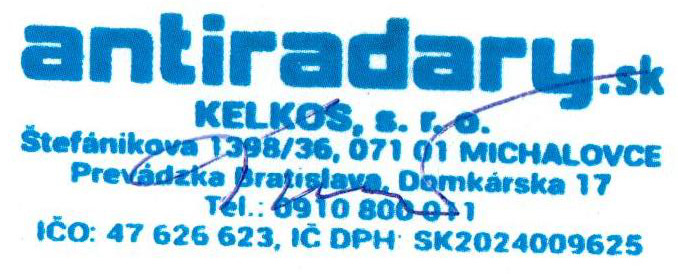 antiradary.sk
KELKOS, s. r. o.
Štefánikova 1398/36, 071 01 MICHALOVCE
Prevádzka Bratislava, Domkárska 17
Tel.: 0910 800 011
IČO: 47 626 623, IČ DPH: SK2024009625